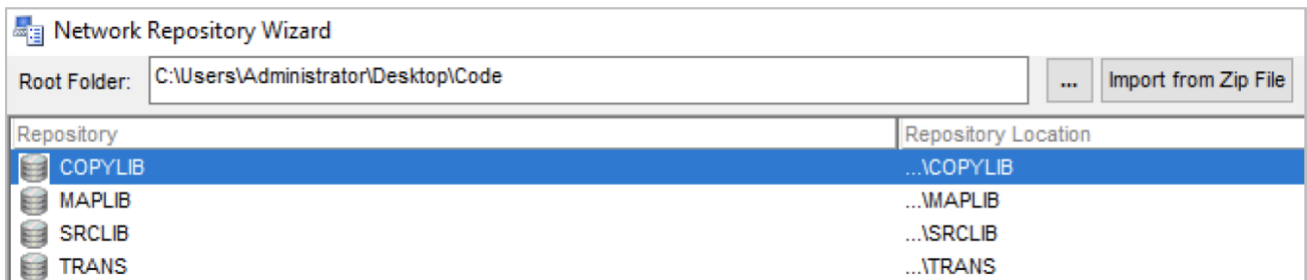 Network Repository Wizard
Root Folder: C:\Users\Administrator\Desktop\Code ... Import from Zip File
Repository Repository Location
COPYLIB ...\COPYLIB
MAPLIB ...\MAPLIB
SRCLIB ...\SRCLIB
TRANS ...\TRANS